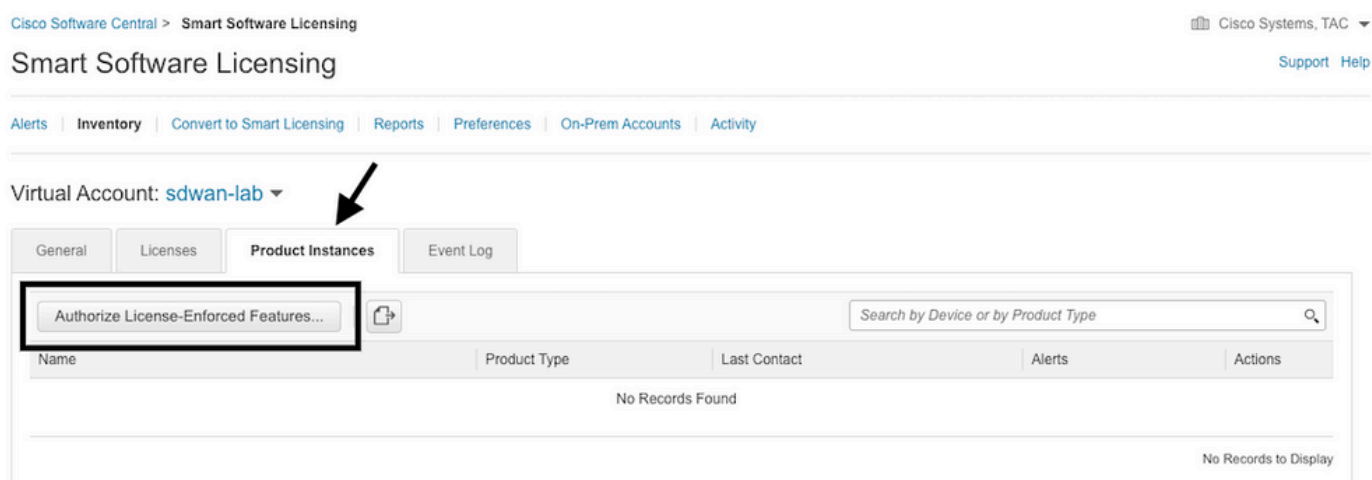 Cisco Software Central > Smart Software Licensing
Cisco Systems, TAC
Smart Software Licensing
Support Help
Alerts | Inventory | Convert to Smart Licensing | Reports | Preferences | On-Prem Accounts | Activity
Virtual Account: sdwan-lab
General Licenses Product Instances Event Log
Authorize License-Enforced Features... Search by Device or by Product Type
Name Product Type Last Contact Alerts Actions
No Records Found
No Records to Display